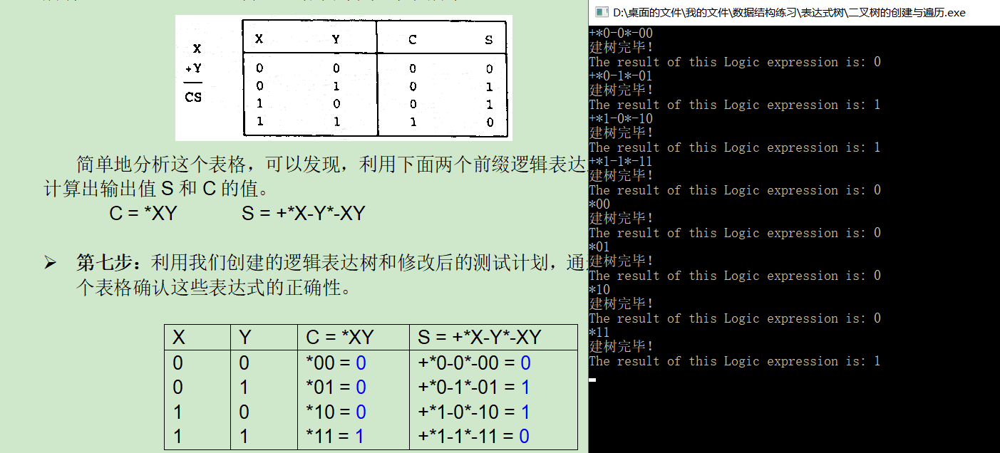 X Y C S
X
+Y
CS
0 0 0 0
0 1 0 1
1 0 0 1
1 1 1 0
简单地分析这个表格，可以发现，利用下面两个前缀逻辑表达
计算出输出值 S 和 C 的值。
C = *XY S = +*X-Y*-XY
➢ 第七步：利用我们创建的逻辑表达树和修改后的测试计划，通
个表格确认这些表达式的正确性。
X Y C = *XY S = +*X-Y*-XY
0 0 *00 = 0 +*0-0*-00 = 0
0 1 *01 = 0 +*0-1*-01 = 1
1 0 *10 = 0 +*1-0*-10 = 1
1 1 *11 = 1 +*1-1*-11 = 0
D:\桌面的文件\我的文件\数据结构练习\表达式树\二叉树的创建与遍历.exe
+*0-0*-00
建树完毕!
The result of this Logic expression is: 0
+*0-1*-01
建树完毕!
The result of this Logic expression is: 1
+*1-0*-10
建树完毕!
The result of this Logic expression is: 1
+*1-1*-11
建树完毕!
The result of this Logic expression is: 0
*00
建树完毕!
The result of this Logic expression is: 0
*01
建树完毕!
The result of this Logic expression is: 0
*10
建树完毕!
The result of this Logic expression is: 0
*11
建树完毕!
The result of this Logic expression is: 1